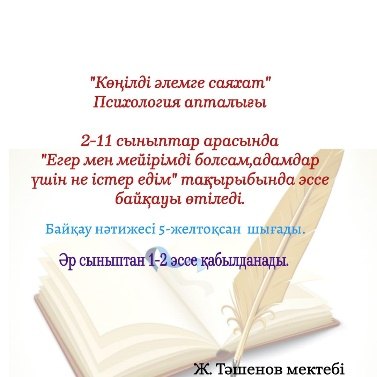 "Көңілді әлемге саяхат"
Психология апталығы
2-11 сыныптар арасында
"Егер мен мейірімді болсам,адамдар
үшін не істер едім" тақырыбында эссе
байқауы өтіледі.
Байқау нәтижесі 5-желтоқсан шығады.
Әр сыныптан 1-2 эссе қабылданады.
Ж. Тәшенов мектебі